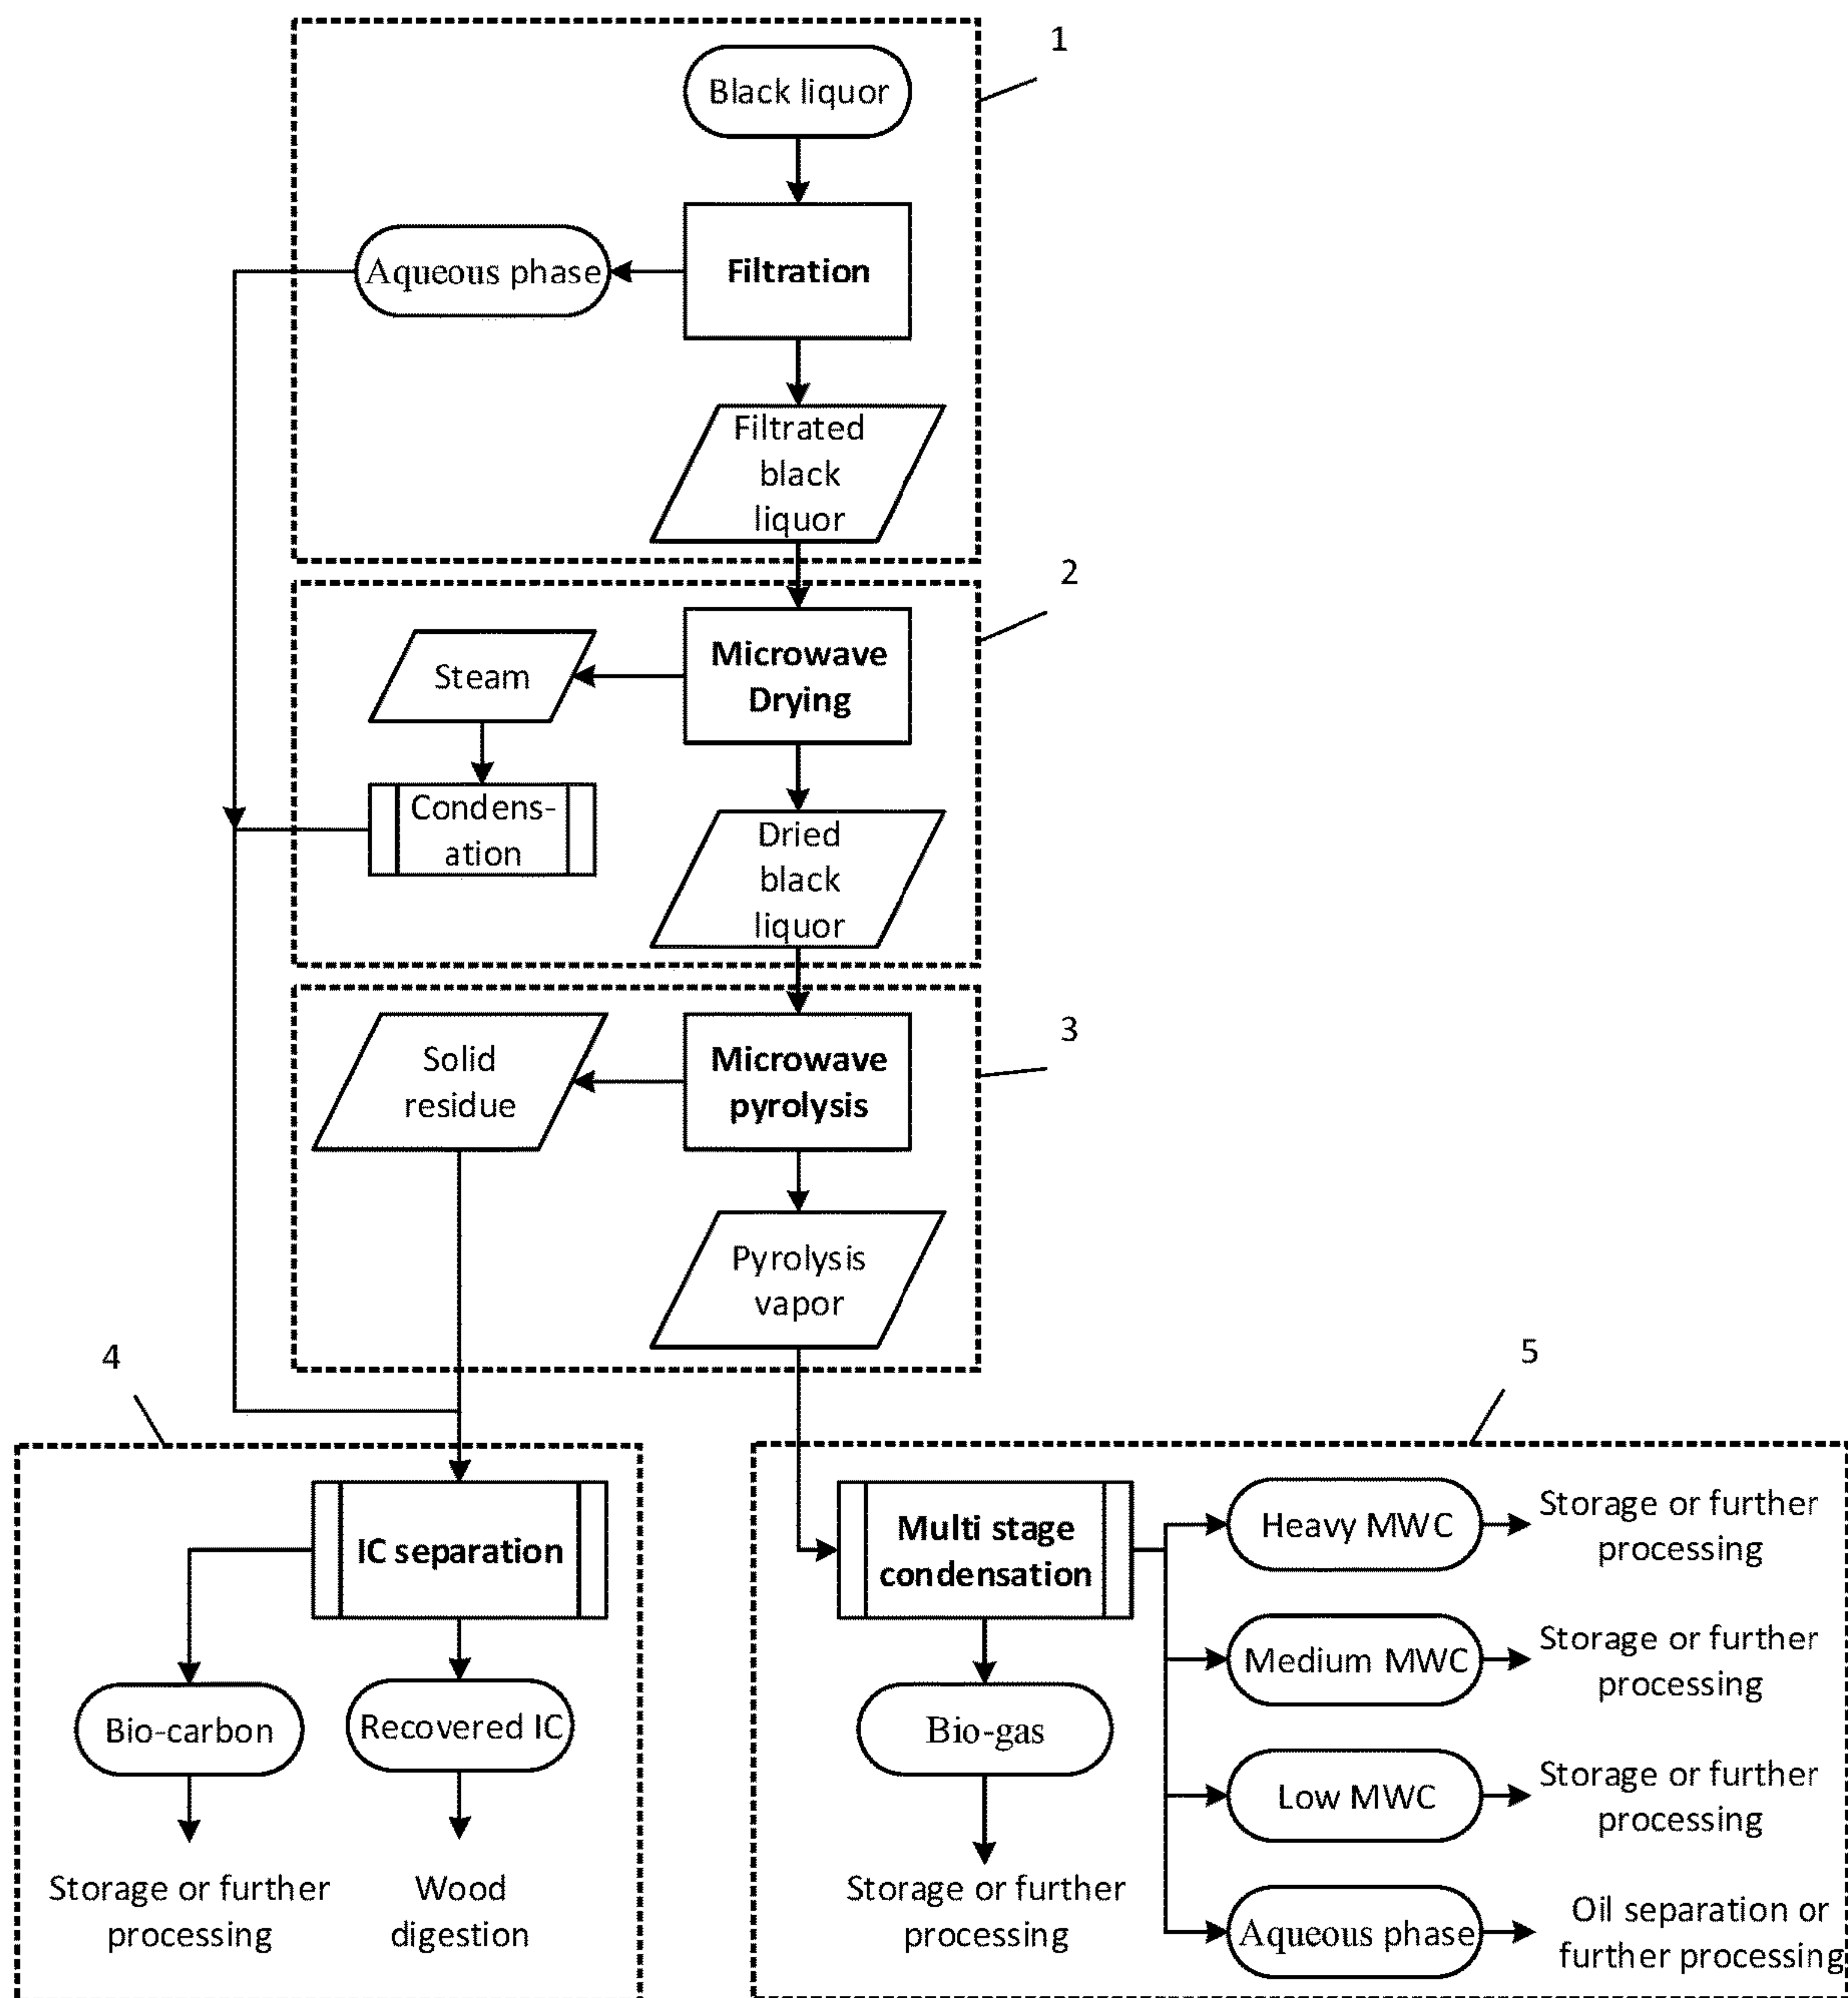 1
Black liquor
Aqueous phase
Filtration
Filtrated
black
liquor
2
Steam
Microwave
Drying
Condens-
ation
Dried
black
liquor
3
Solid
residue
Microwave
pyrolysis
Pyrolysis
vapor
4
IC separation
Bio-carbon
Recovered IC
Storage or further
processing
Wood
digestion
5
Multi stage
condensation
Bio-gas
Storage or further
processing
Heavy MWC
Storage or further
processing
Medium MWC
Storage or further
processing
Low MWC
Storage or further
processing
Aqueous phase
Oil separation or
further processing